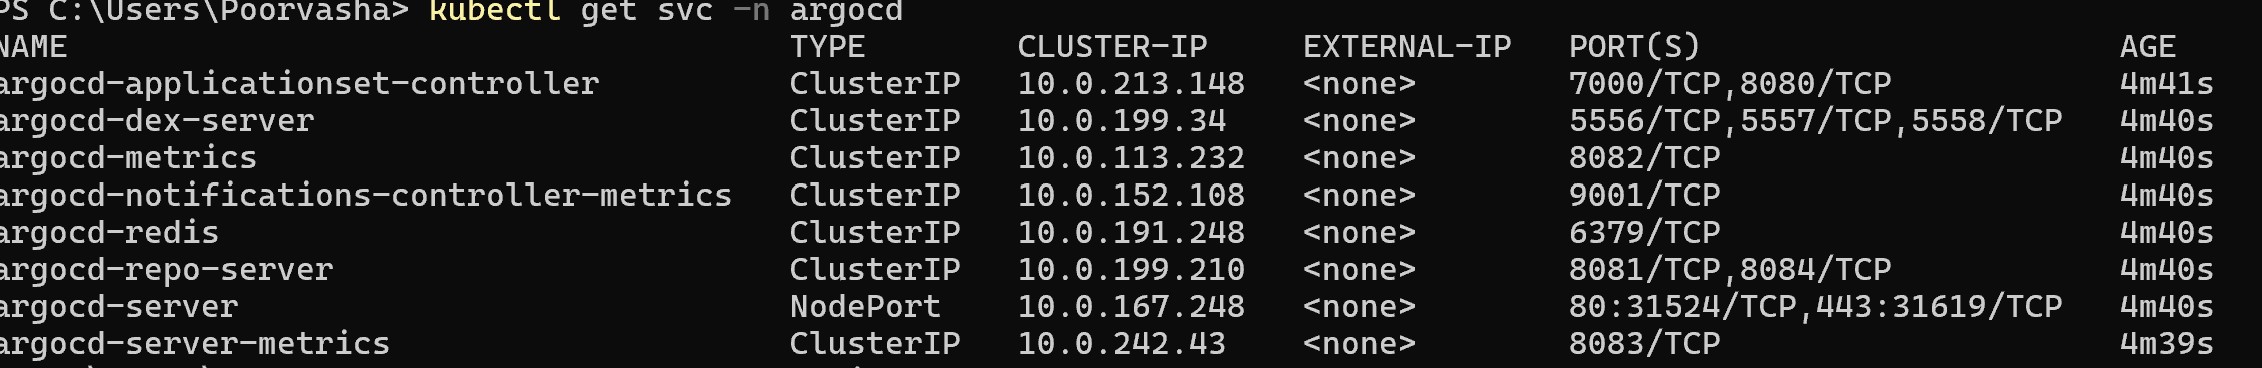 PS C:\Users\Poorvasha> kubectl get svc -n argocd
NAME TYPE CLUSTER-IP EXTERNAL-IP PORT(S) AGE
argocd-applicationset-controller ClusterIP 10.0.213.148 <none> 7000/TCP,8080/TCP 4m41s
argocd-dex-server ClusterIP 10.0.199.34 <none> 5556/TCP,5557/TCP,5558/TCP 4m40s
argocd-metrics ClusterIP 10.0.113.232 <none> 8082/TCP 4m40s
argocd-notifications-controller-metrics ClusterIP 10.0.152.108 <none> 9001/TCP 4m40s
argocd-redis ClusterIP 10.0.191.248 <none> 6379/TCP 4m40s
argocd-repo-server ClusterIP 10.0.199.210 <none> 8081/TCP,8084/TCP 4m40s
argocd-server NodePort 10.0.167.248 <none> 80:31524/TCP,443:31619/TCP 4m40s
argocd-server-metrics ClusterIP 10.0.242.43 <none> 8083/TCP 4m39s